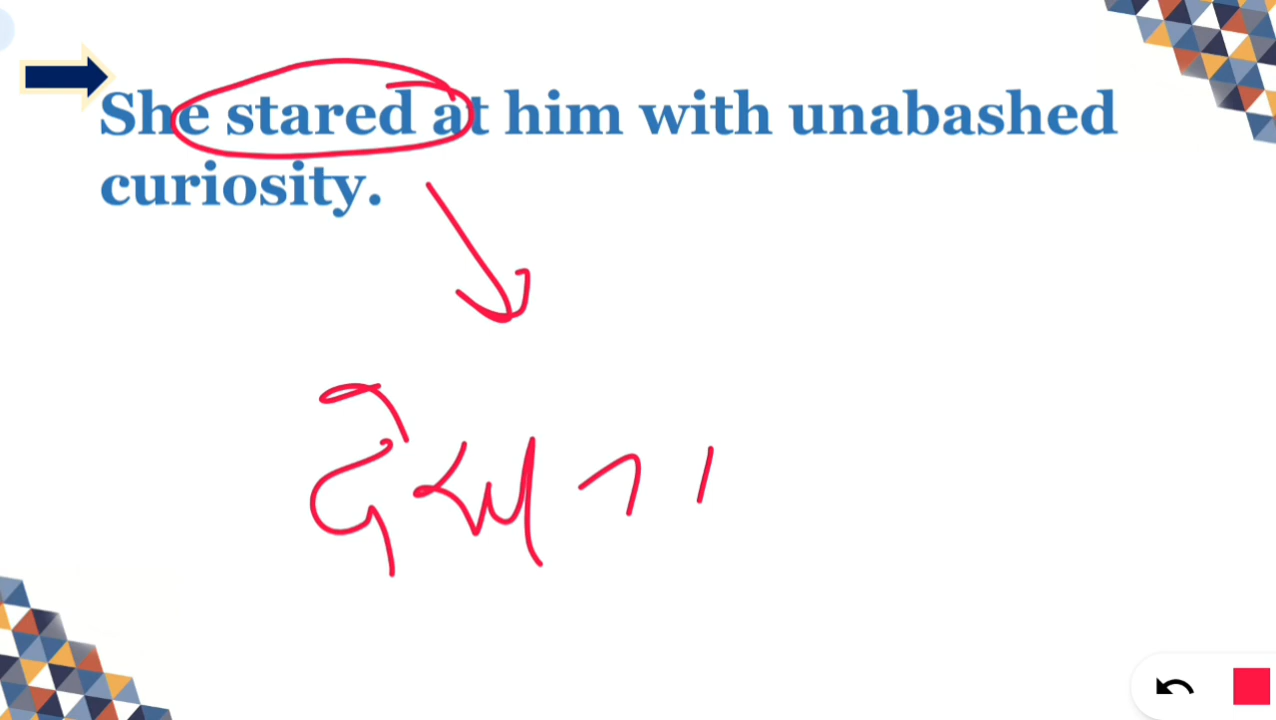 She stared at him with unabashed
curiosity.
देखना